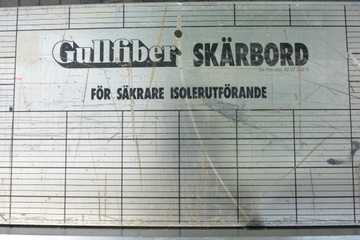 Gullfiber SKÄRBORD
FÖR SÄKRARE ISOLERUTFÖRANDE